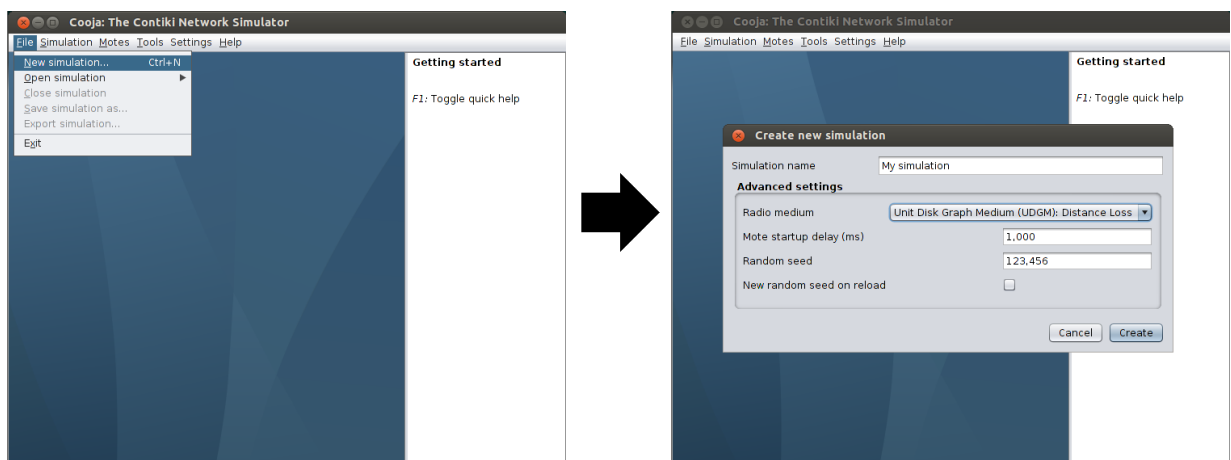 Cooja: The Contiki Network Simulator
File Simulation Motes Tools Settings Help
New simulation... Ctrl+N
Open simulation
Close simulation
Save simulation as...
Export simulation...
Exit
Getting started
F1: Toggle quick help
Cooja: The Contiki Network Simulator
File Simulation Motes Tools Settings Help
Getting started
F1: Toggle quick help
Create new simulation
Simulation name My simulation
Advanced settings
Radio medium Unit Disk Graph Medium (UDGM): Distance Loss
Mote startup delay (ms) 1,000
Random seed 123,456
New random seed on reload
Cancel Create